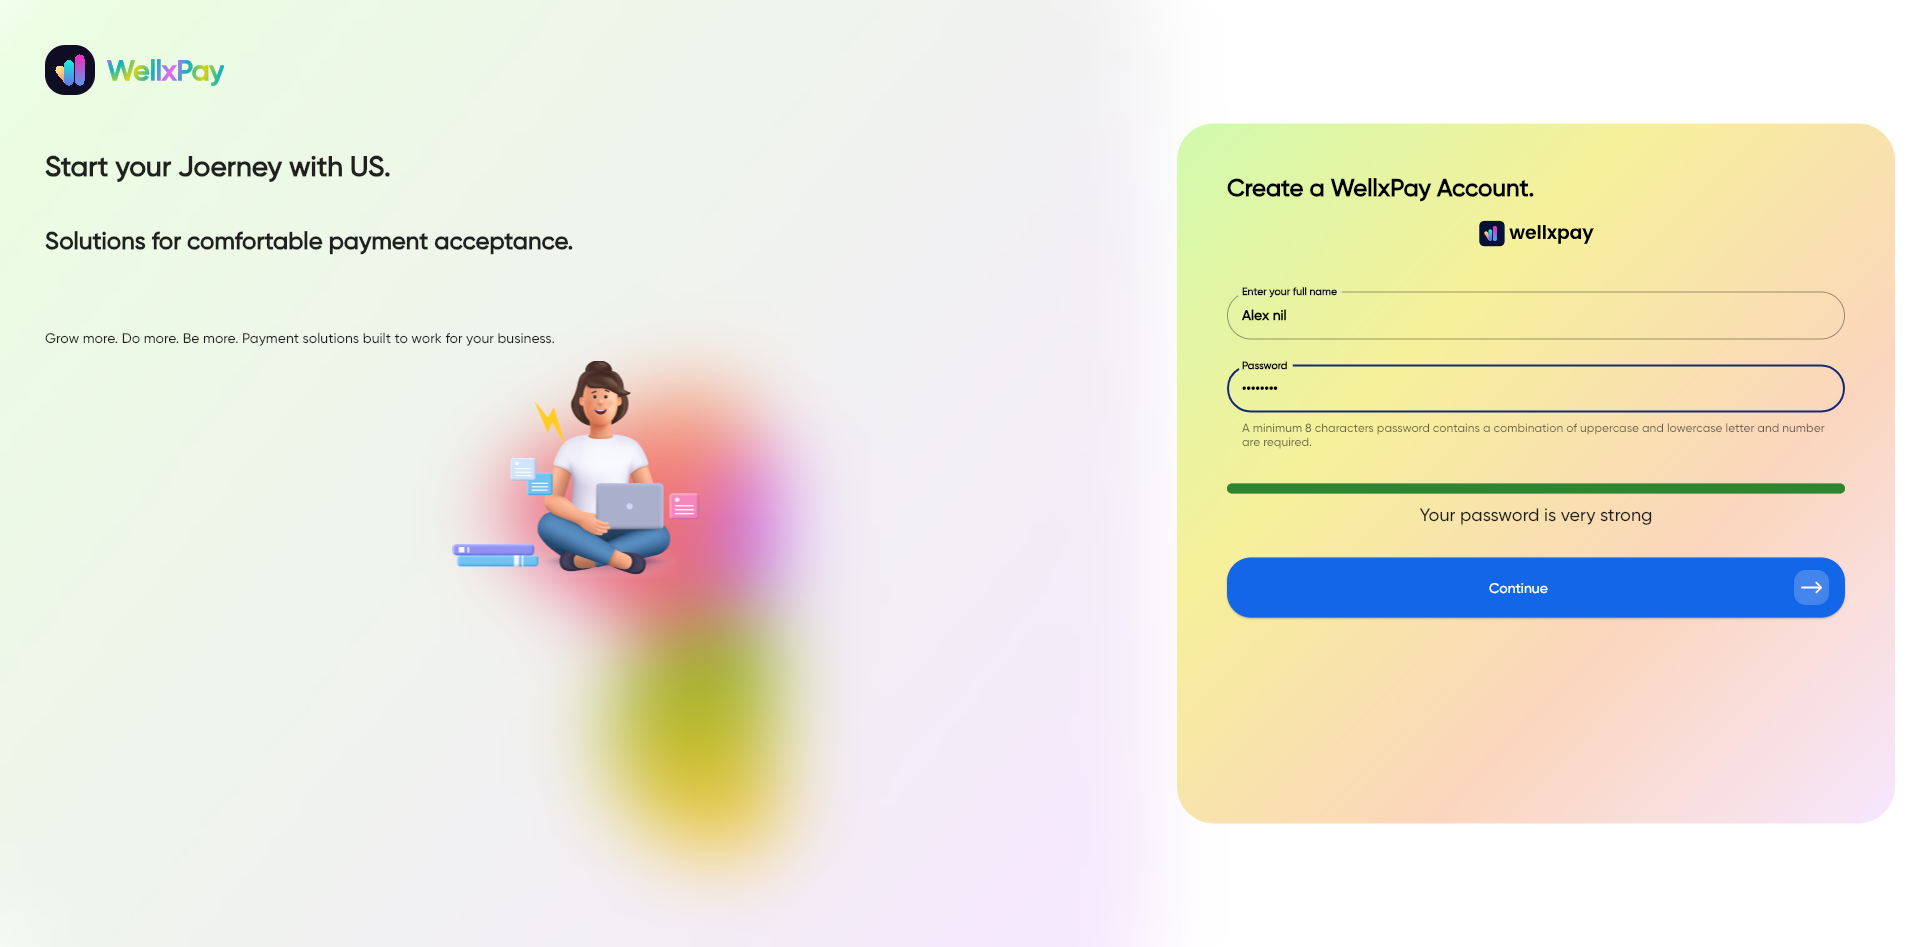 WellxPay
Start your Joerney with US.
Solutions for comfortable payment acceptance.
Grow more. Do more. Be more. Payment solutions built to work for your business.
Create a WellxPay Account.
wellxpay
Enter your full name
Alex nil
Password
••••••••
A minimum 8 characters password contains a combination of uppercase and lowercase letter and number
are required.
Your password is very strong
Continue